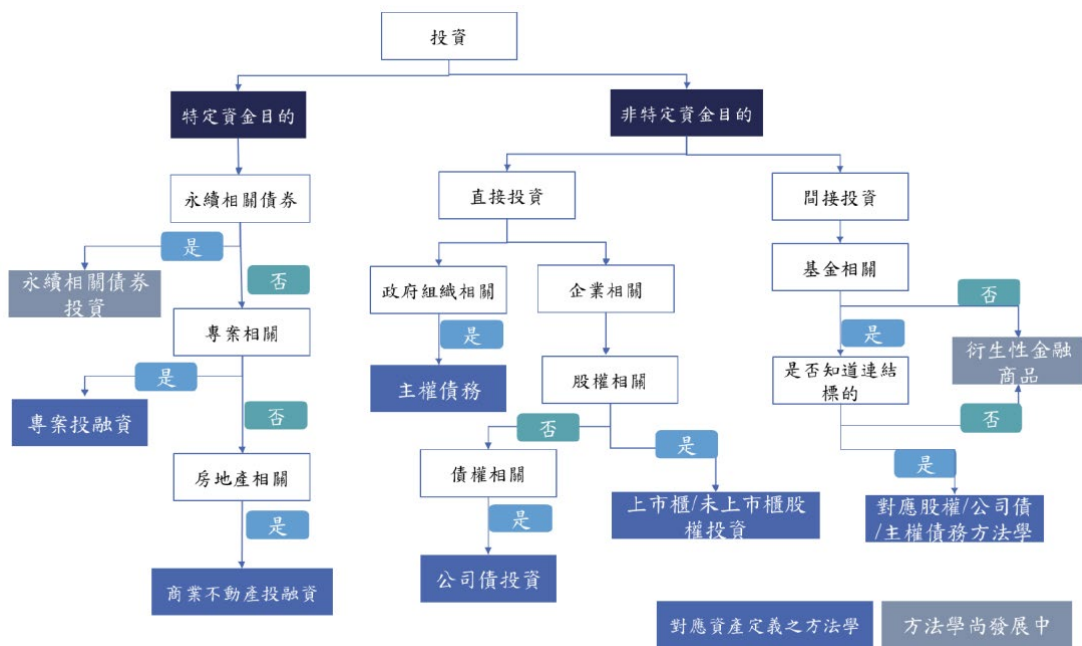 投資
特定資金目的
非特定資金目的
永續相關債券
直接投資
間接投資
是
永續相關債券
投資
否
政府組織相關
企業相關
基金相關
否
專案相關
是
是
衍生性金融
商品
是
專案投融資
主權債務
股權相關
是否知道連結
標的
否
否
是
否
房地產相關
債權相關
是
是
是
上市櫃/未上市櫃股
權投資
對應股權/公司債
/主權債務方法學
商業不動產投融資
公司債投資
對應資產定義之方法學
方法學尚發展中